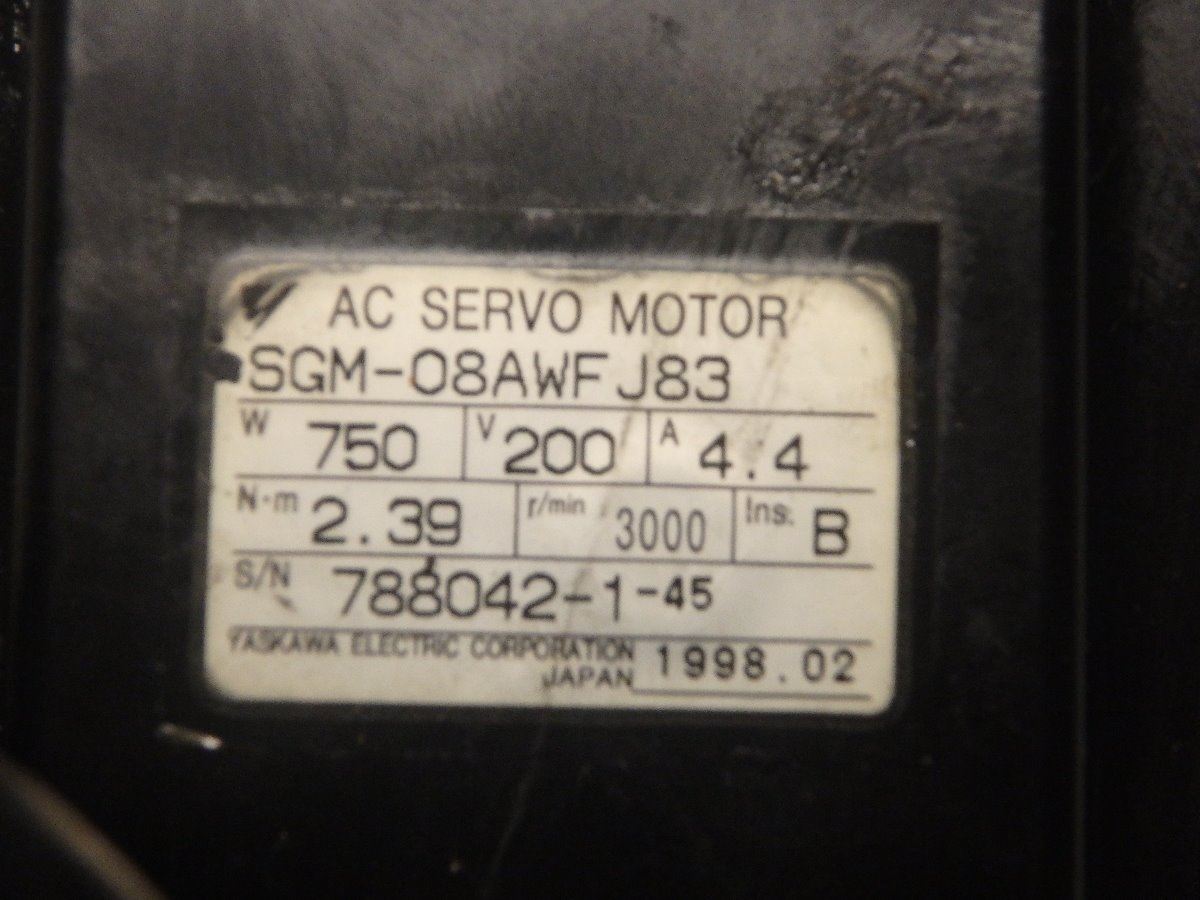 AC SERVO MOTOR
SGM-08AWFJ83
W 750 V 200 A 4.4
N·m 2.39 r/min 3000 Ins. B
S/N 788042-1-45
YASKAWA ELECTRIC CORPORATION 1998.02
JAPAN